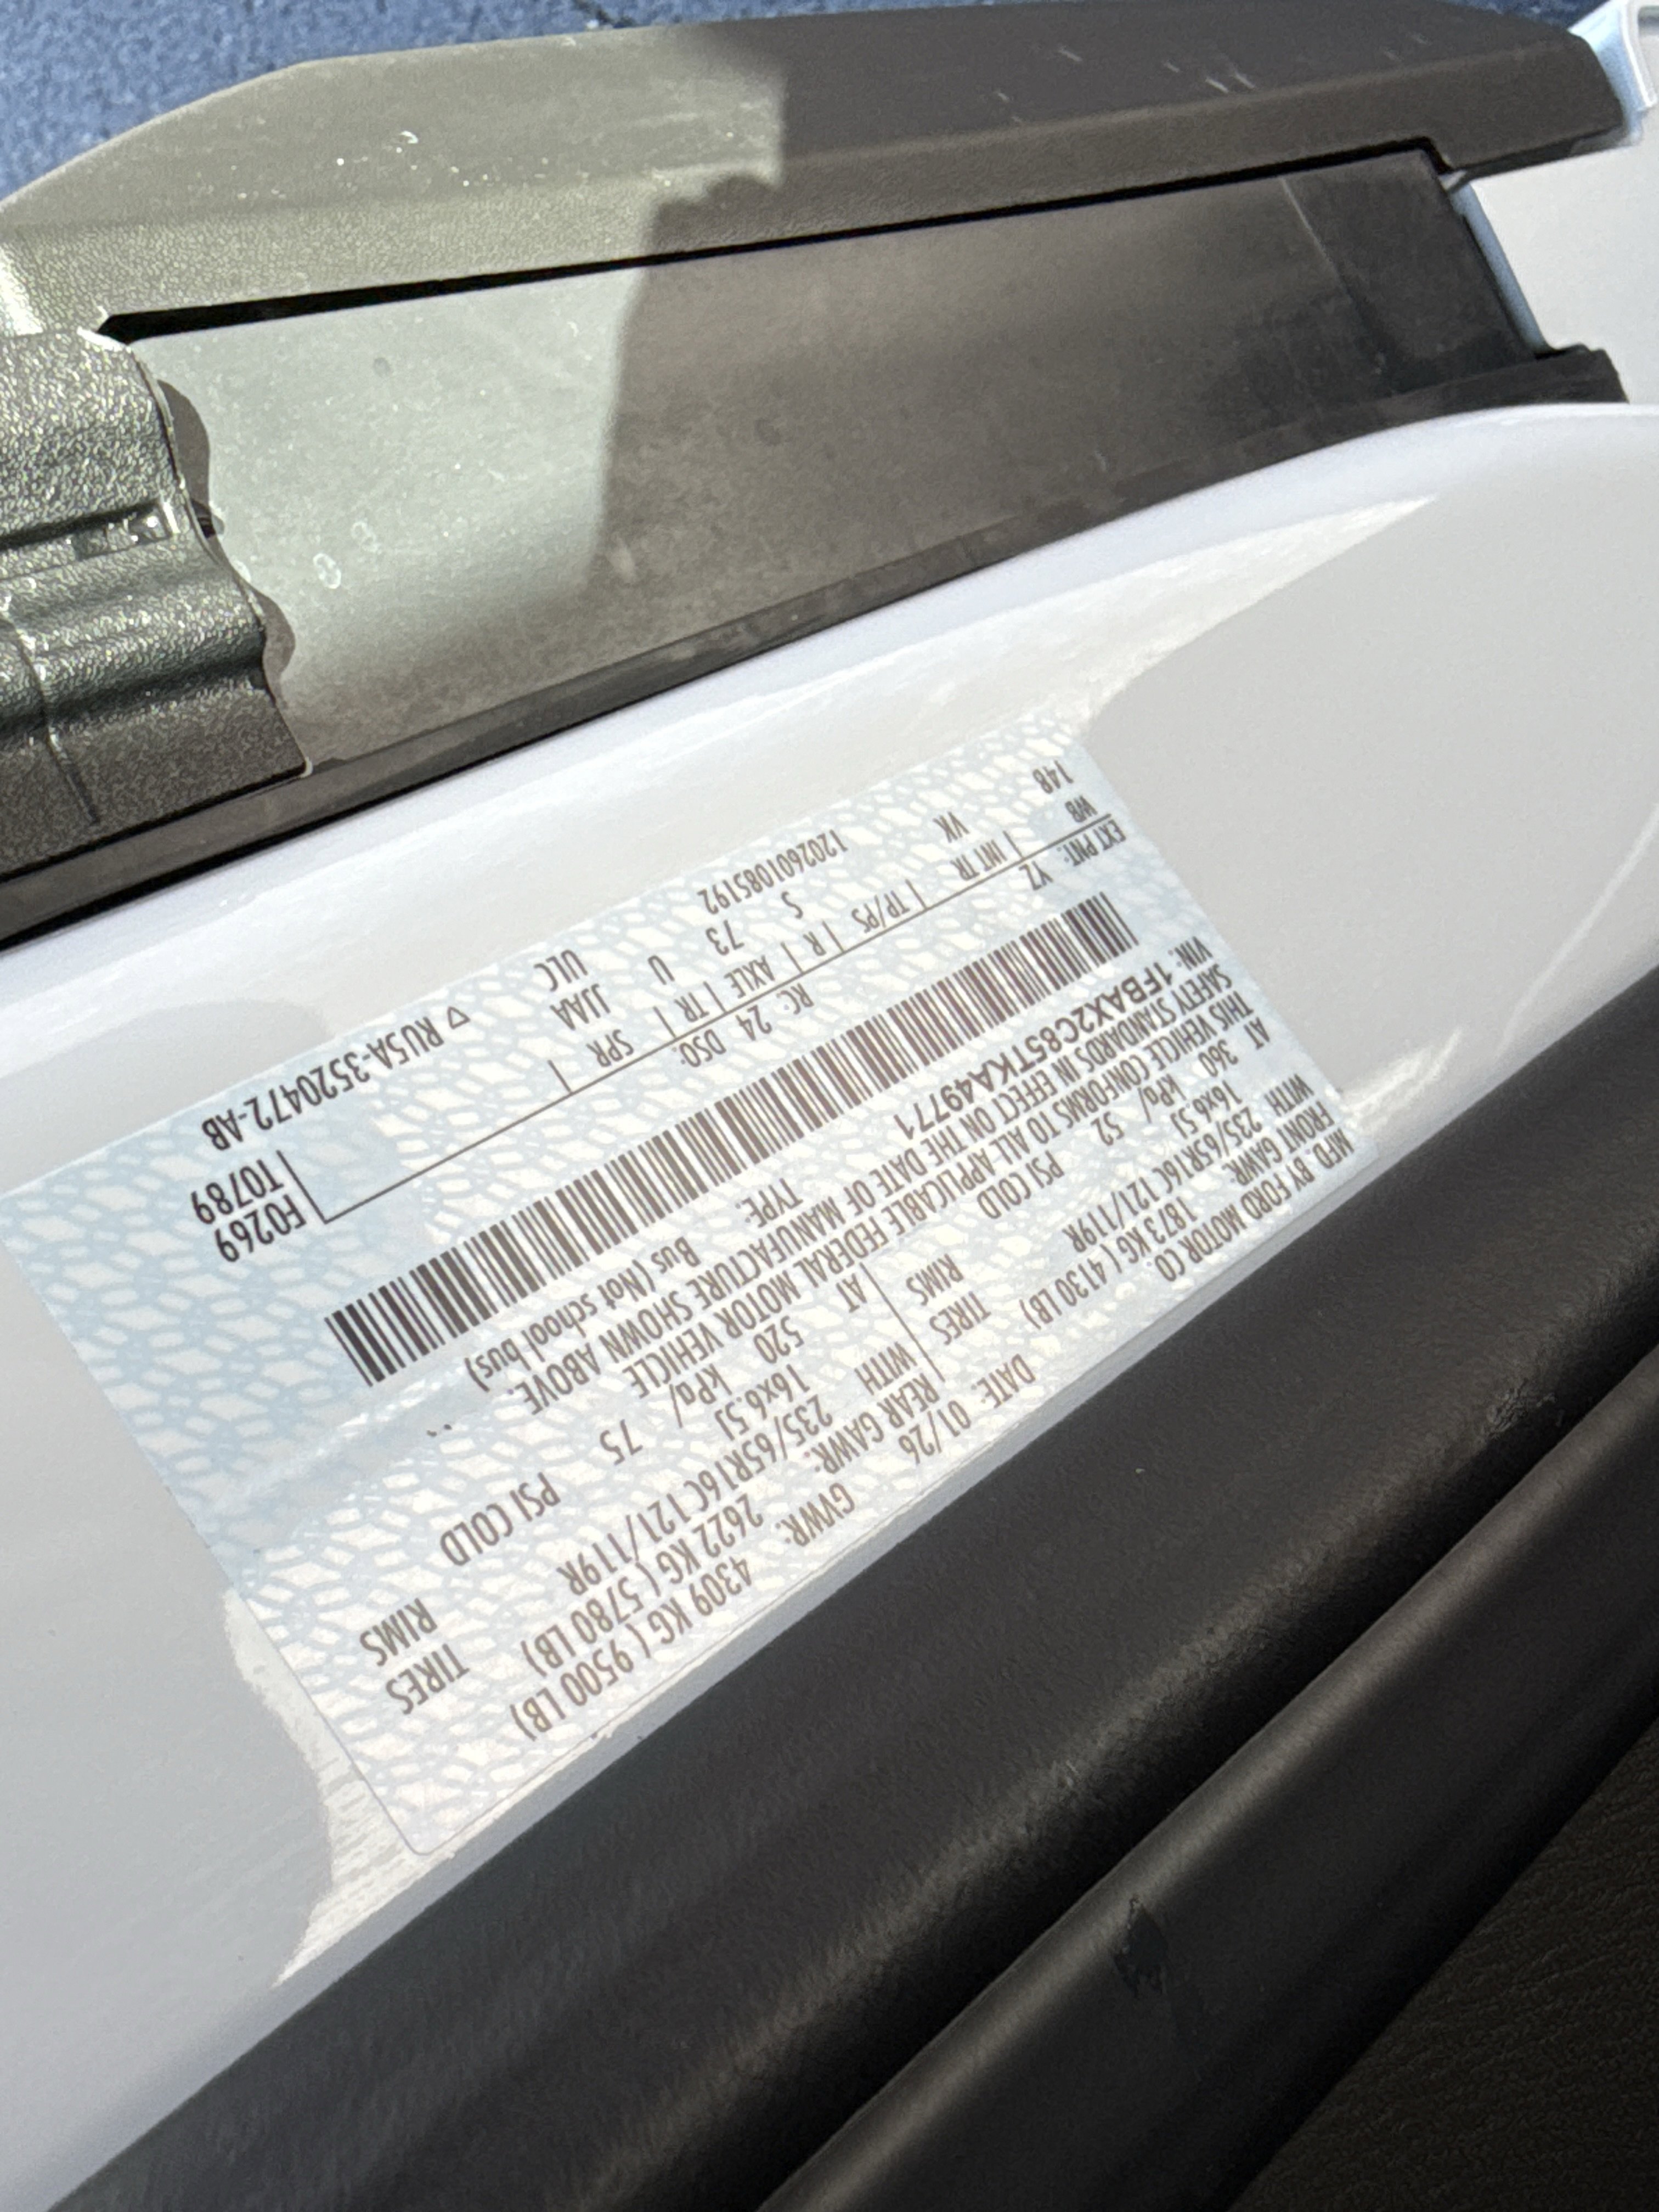 MFD. BY FORD MOTOR CO.
DATE: 01/26 GVWR: 4309 KG ( 9500 LB)
FRONT GAWR: 1873 KG ( 4130 LB) REAR GAWR: 2622 KG ( 5780 LB)
WITH 235/65R16C 121/119R TIRES WITH 235/65R16C 121/119R TIRES
16x6.5J RIMS 16x6.5J RIMS
AT 360 kPa/ 52 PSI COLD AT 520 kPa/ 75 PSI COLD
THIS VEHICLE CONFORMS TO ALL APPLICABLE FEDERAL MOTOR VEHICLE
SAFETY STANDARDS IN EFFECT ON THE DATE OF MANUFACTURE SHOWN ABOVE.
VIN: 1FBAX2C85TKA49771 TYPE: Bus (Not school bus)
F0269
T0789
EXT PNT: YZ RC: 24 DSO:
WB | INT TR | TP/PS | R | AXLE | TR | SPR |
148 VK S 73 U JJAA
1202601085192 ULC
▽ RU5A-3520472-AB